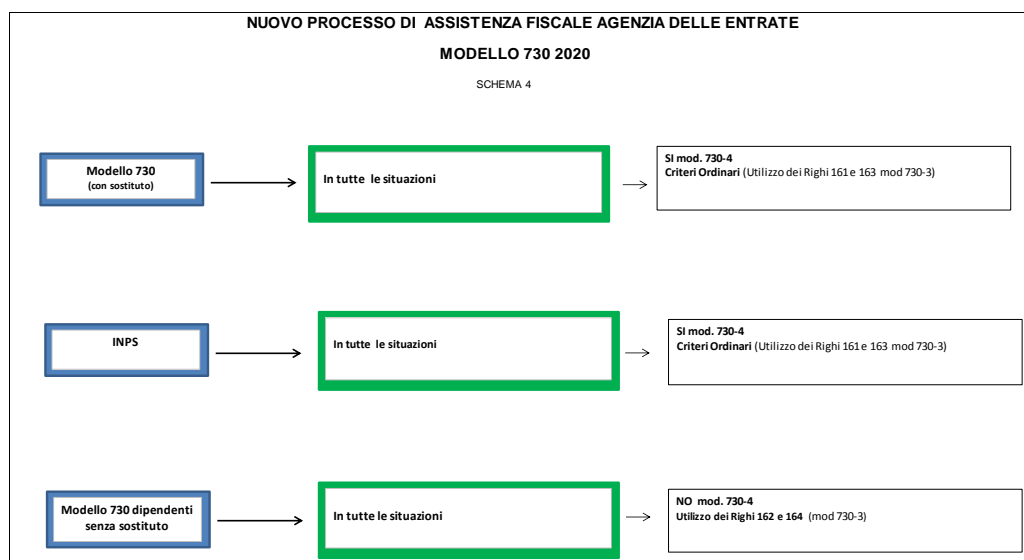 NUOVO PROCESSO DI ASSISTENZA FISCALE AGENZIA DELLE ENTRATE
MODELLO 730 2020
SCHEMA 4
Modello 730
(con sostituto)
In tutte le situazioni
SI mod. 730-4
Criteri Ordinari (Utilizzo dei Righi 161 e 163 mod 730-3)
INPS
In tutte le situazioni
SI mod. 730-4
Criteri Ordinari (Utilizzo dei Righi 161 e 163 mod 730-3)
Modello 730 dipendenti
senza sostituto
In tutte le situazioni
NO mod. 730-4
Utilizzo dei Righi 162 e 164 (mod 730-3)